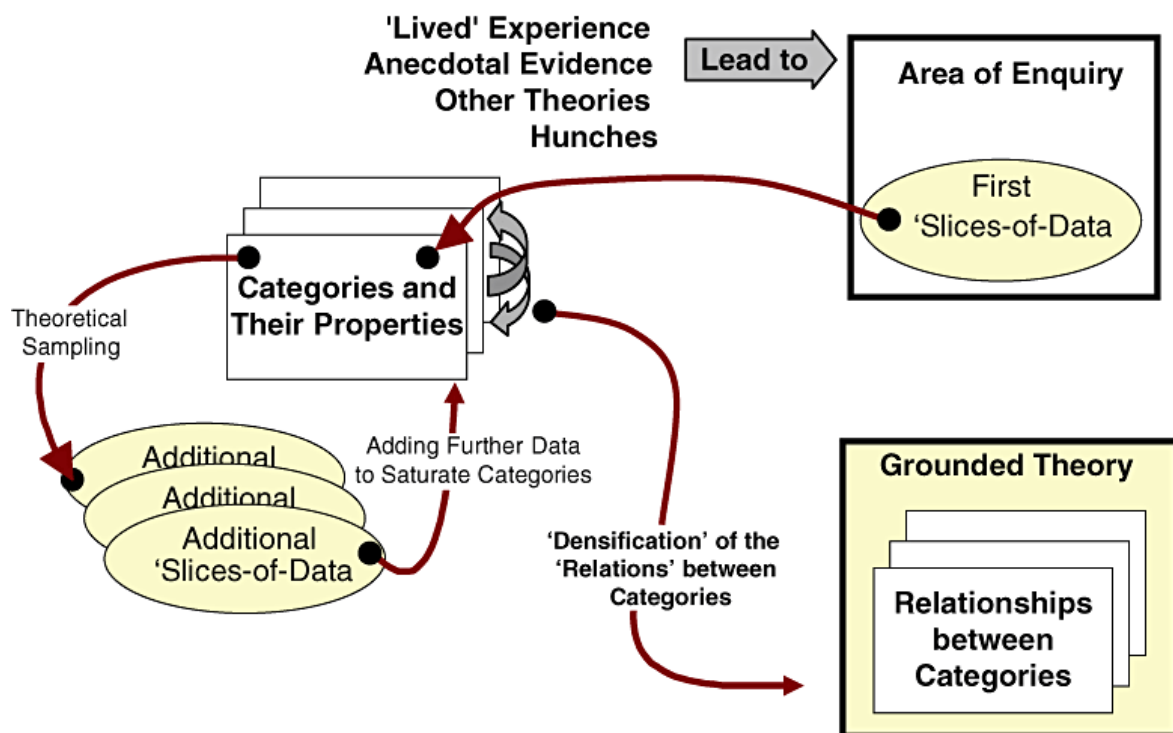 'Lived' Experience
Anecdotal Evidence
Other Theories
Hunches
Lead to
Area of Enquiry
First
‘Slices-of-Data
Categories and
Their Properties
Theoretical
Sampling
Additional
Additional
Additional
‘Slices-of-Data
Adding Further Data
to Saturate Categories
‘Densification’ of the
‘Relations’ between
Categories
Grounded Theory
Relationships
between
Categories